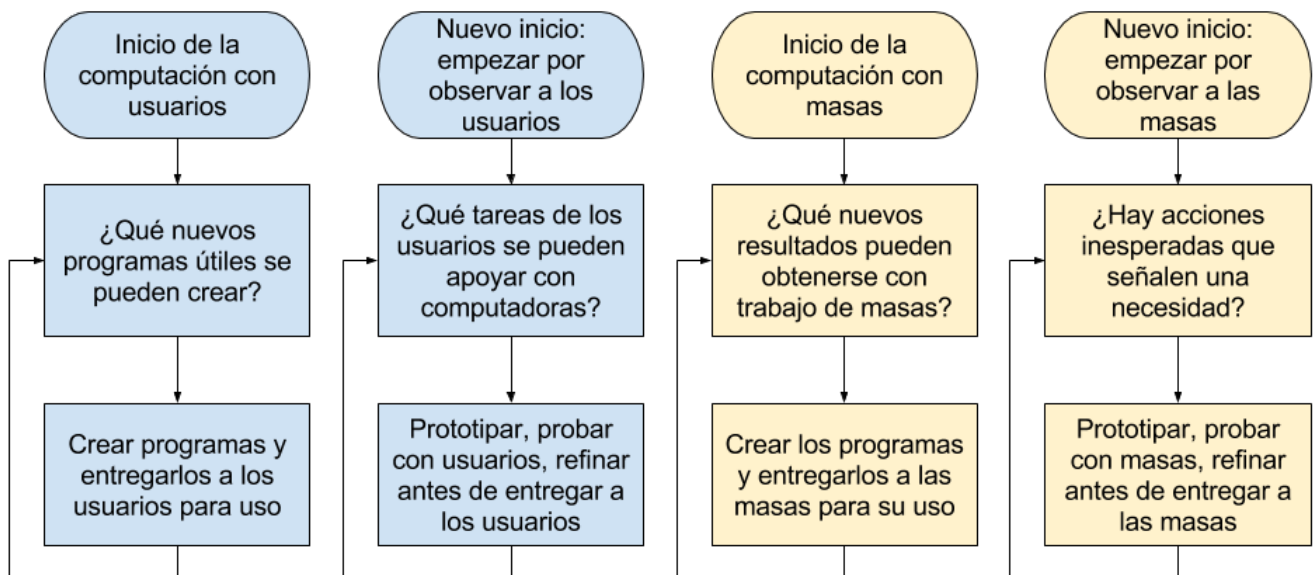 Inicio de la
computación con
usuarios
Nuevo inicio:
empezar por
observar a los
usuarios
Inicio de la
computación con
masas
Nuevo inicio:
empezar por
observar a las
masas
¿Qué nuevos
programas útiles se
pueden crear?
¿Qué tareas de los
usuarios se pueden
apoyar con
computadoras?
¿Qué nuevos
resultados pueden
obtenerse con
trabajo de masas?
¿Hay acciones
inesperadas que
señalen una
necesidad?
Crear programas y
entregarlos a los
usuarios para uso
Prototipar, probar
con usuarios, refinar
antes de entregar a
los usuarios
Crear los programas
y entregarlos a las
masas para su uso
Prototipar, probar
con masas, refinar
antes de entregar a
las masas